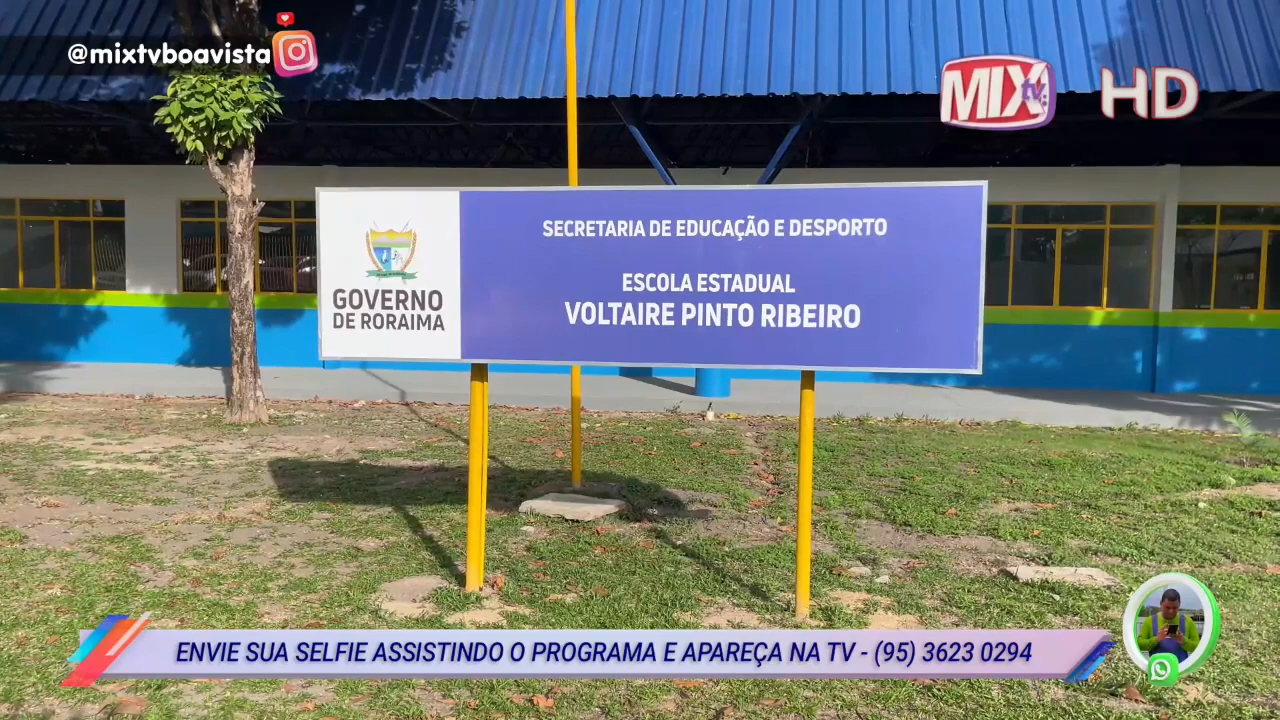 @mixtvboavista
MIX tv HD
SECRETARIA DE EDUCAÇÃO E DESPORTO
ESCOLA ESTADUAL
VOLTAIRE PINTO RIBEIRO
GOVERNO
DE RORAIMA
ENVIE SUA SELFIE ASSISTINDO O PROGRAMA E APAREÇA NA TV - (95) 3623 0294